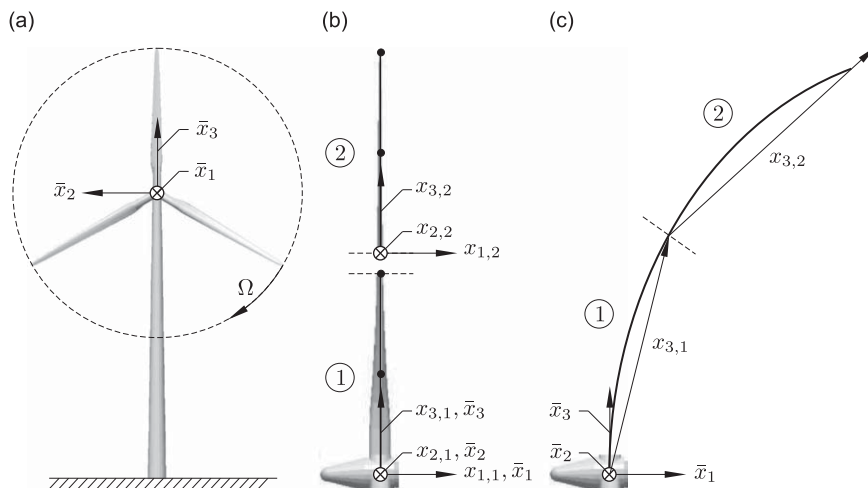 (a)
x̄₃
x̄₁
x̄₂
Ω
(b)
②
x₃,₂
x₂,₂
x₁,₂
①
x₃,₁, x̄₃
x₂,₁, x̄₂
x₁,₁, x̄₁
(c)
②
x₃,₂
①
x₃,₁
x̄₃
x̄₂
x̄₁